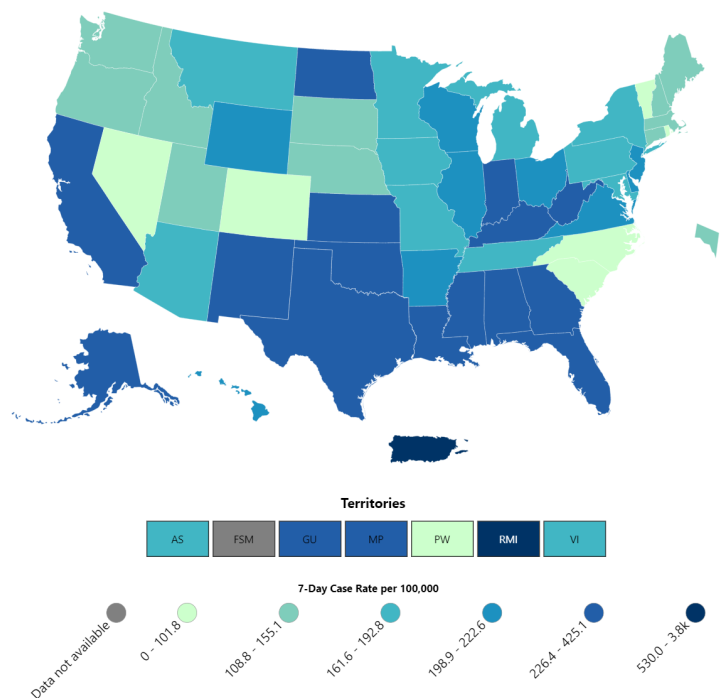 Territories
AS FSM GU MP PW RMI VI
7-Day Case Rate per 100,000
Data not available 0 - 101.8 108.8 - 155.1 161.6 - 192.8 198.9 - 222.6 226.4 - 425.1 530.0 - 3.8k